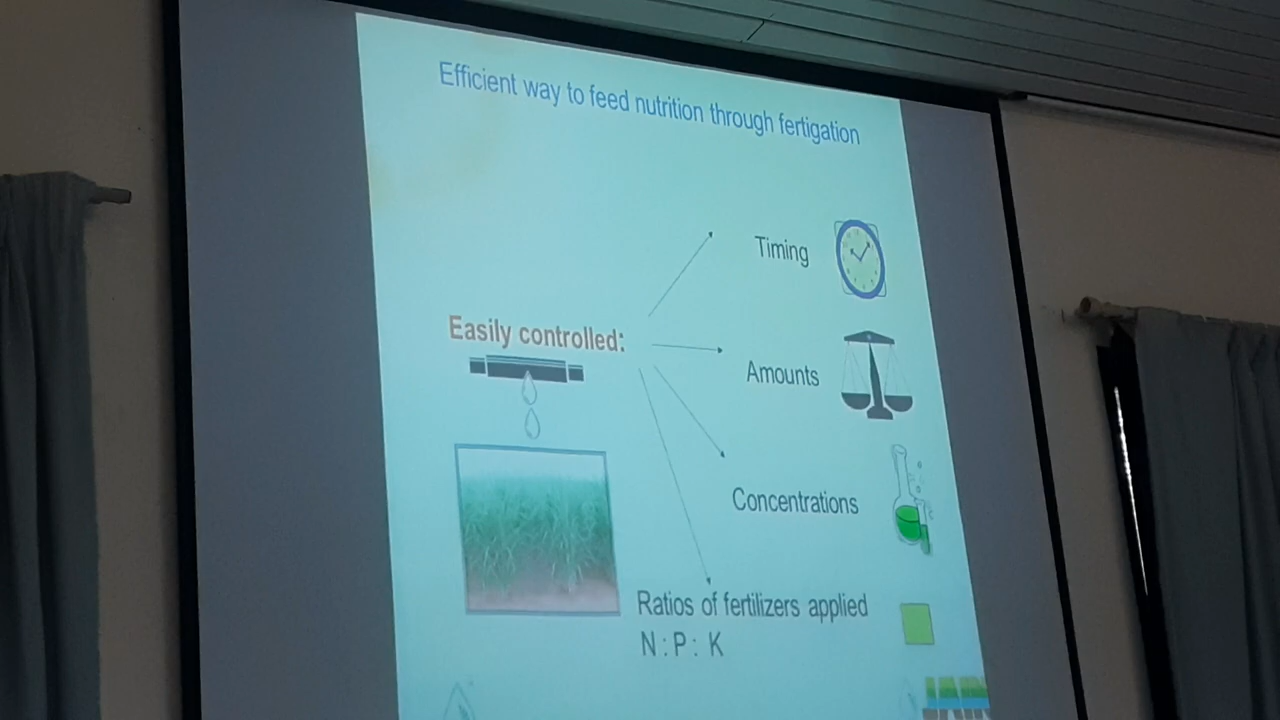 Efficient way to feed nutrition through fertigation
Timing
Easily controlled:
Amounts
Concentrations
Ratios of fertilizers applied
N : P : K